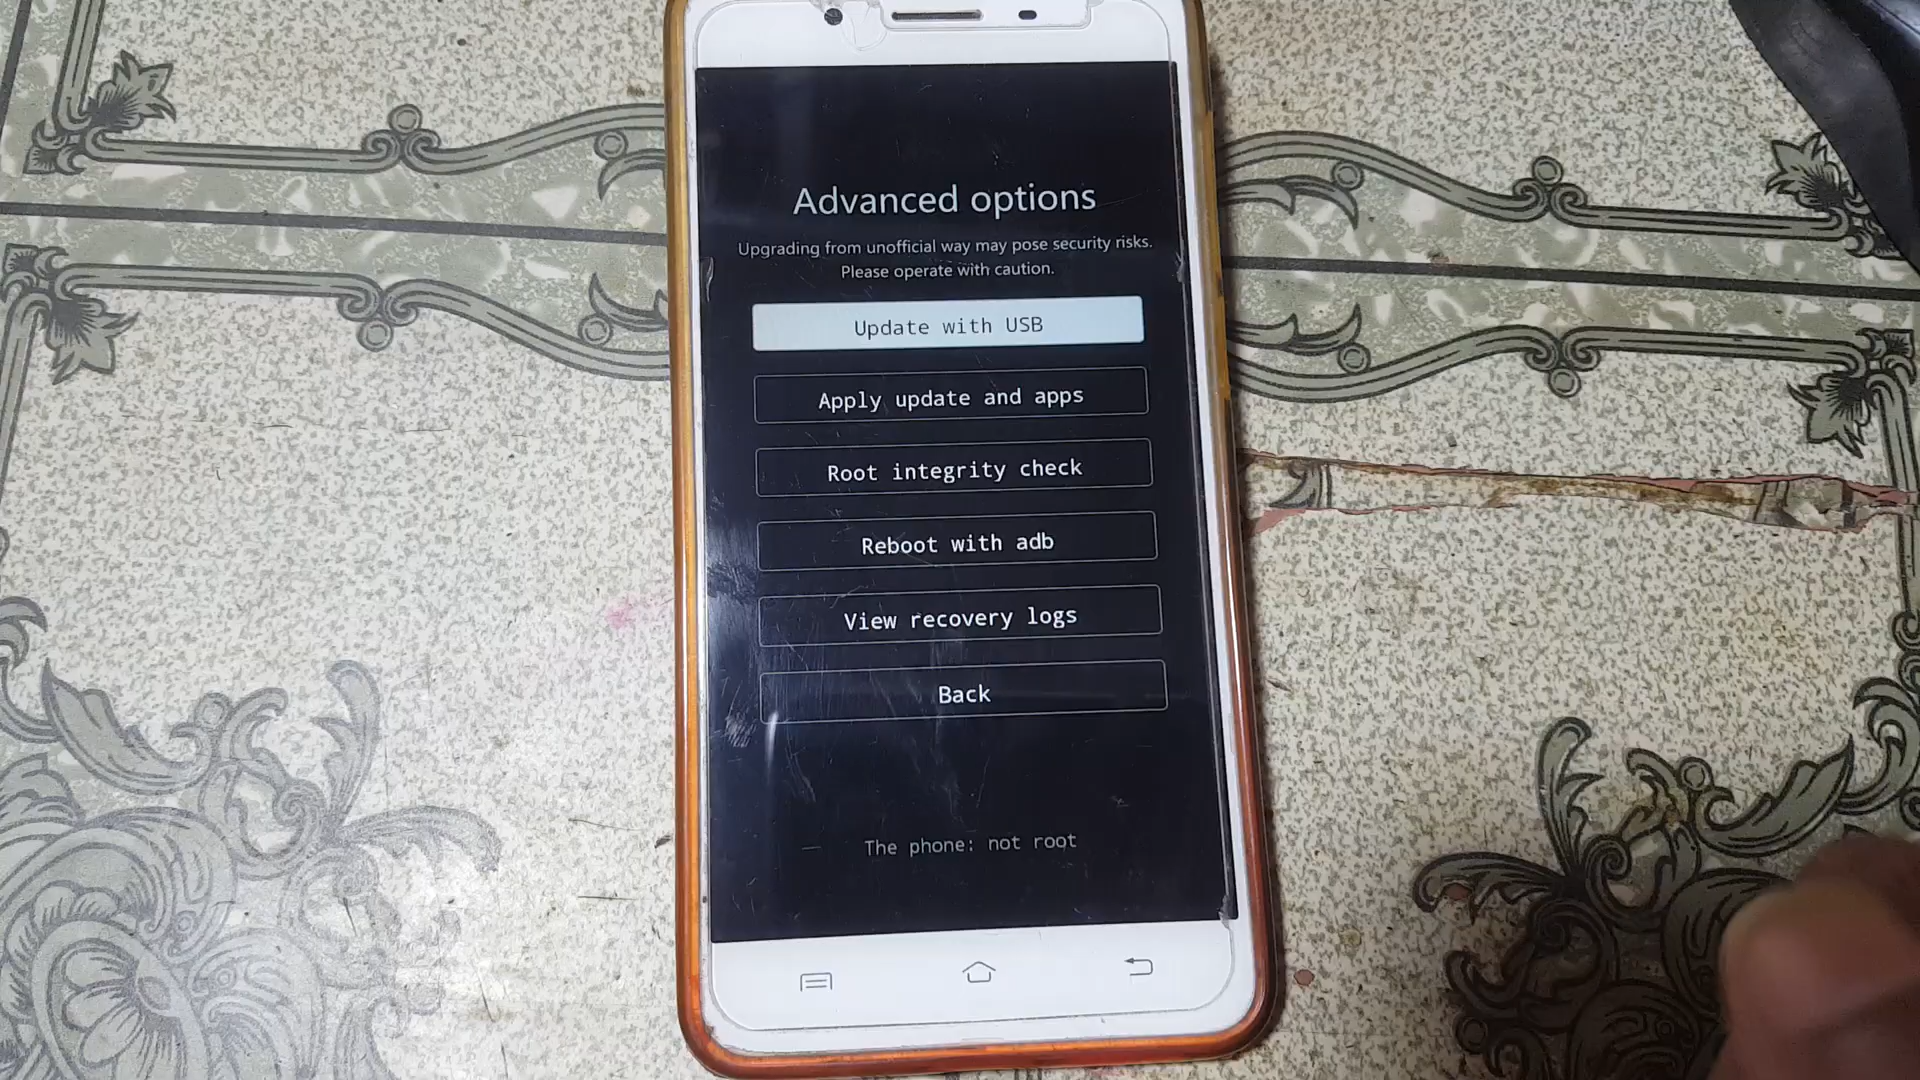 Advanced options
Upgrading from unofficial way may pose security risks.
Please operate with caution.
Update with USB
Apply update and apps
Root integrity check
Reboot with adb
View recovery logs
Back
The phone: not root